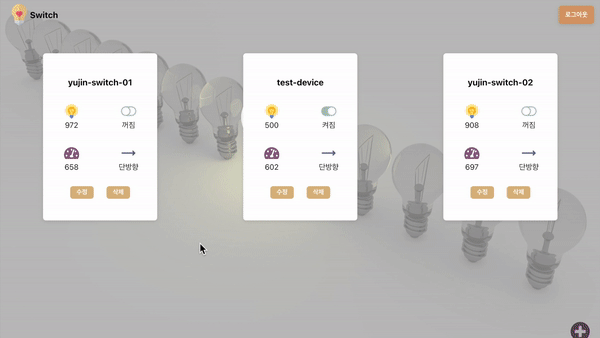 Switch
로그아웃
yujin-switch-01
972
꺼짐
658
단방향
수정
삭제
test-device
500
켜짐
602
단방향
수정
삭제
yujin-switch-02
908
꺼짐
697
단방향
수정
삭제